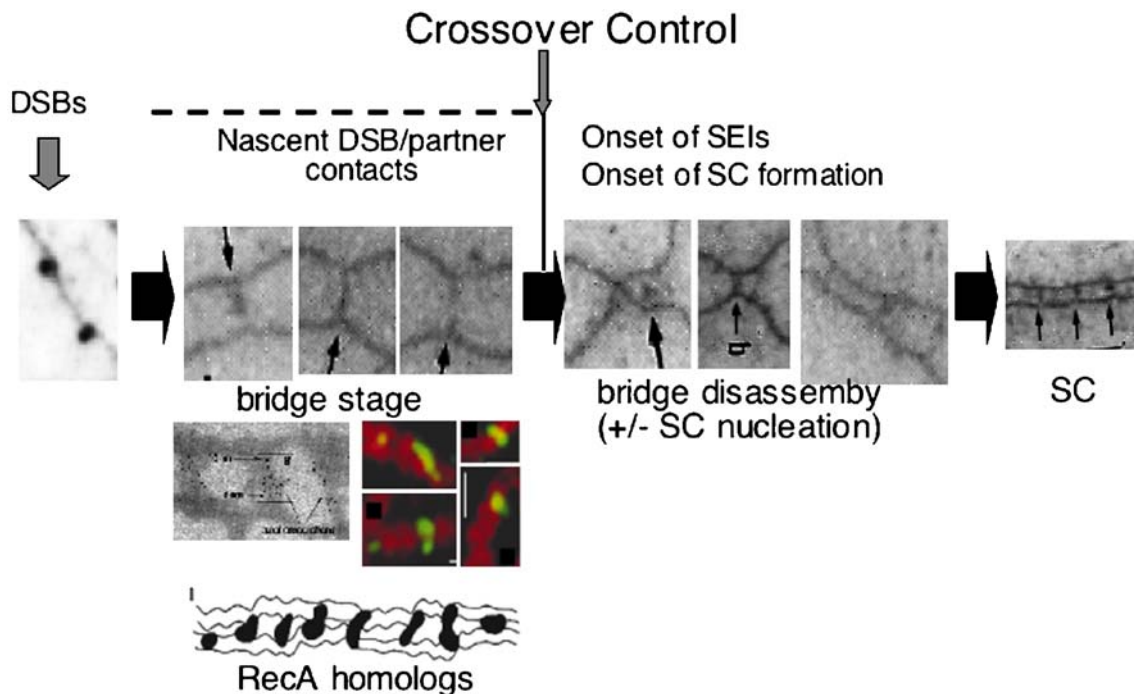 Crossover Control
DSBs
Nascent DSB/partner
contacts
Onset of SEIs
Onset of SC formation
bridge stage
bridge disassemby
(+/- SC nucleation)
SC
RecA homologs